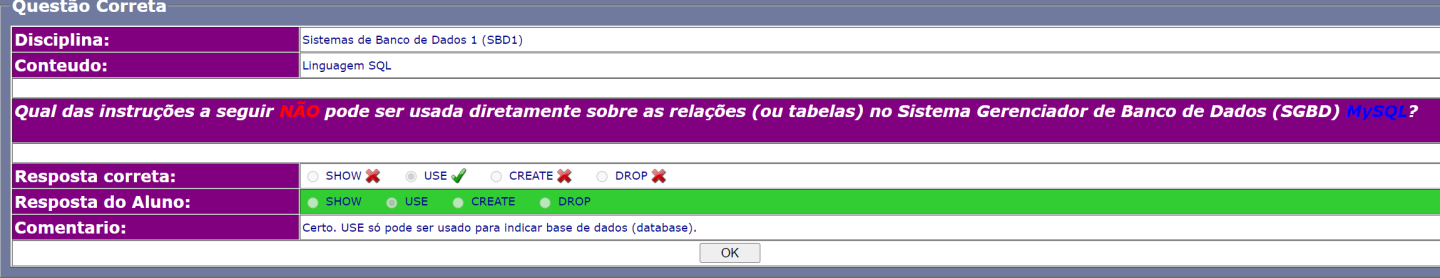 Questão Correta
Disciplina: Sistemas de Banco de Dados 1 (SBD1)
Conteudo: Linguagem SQL
Qual das instruções a seguir NÃO pode ser usada diretamente sobre as relações (ou tabelas) no Sistema Gerenciador de Banco de Dados (SGBD) MySQL?
Resposta correta: SHOW USE CREATE DROP
Resposta do Aluno: SHOW USE CREATE DROP
Comentario: Certo. USE só pode ser usado para indicar base de dados (database).
OK